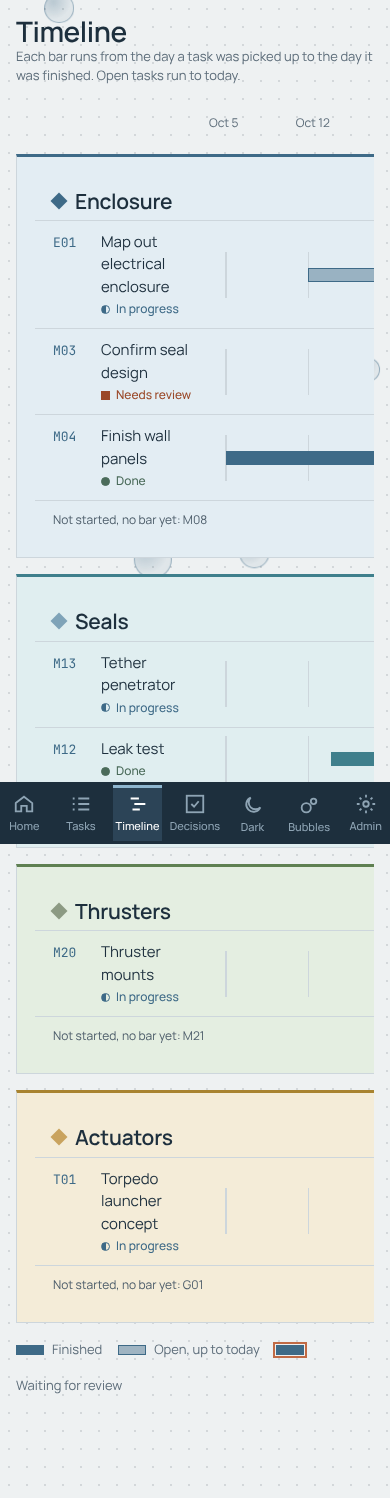 Timeline
Each bar runs from the day a task was picked up to the day it
was finished. Open tasks run to today.
Oct 5 Oct 12
Enclosure
E01 Map out
electrical
enclosure
In progress
M03 Confirm seal
design
Needs review
M04 Finish wall
panels
Done
Not started, no bar yet: M08
Seals
M13 Tether
penetrator
In progress
M12 Leak test
Done
Home Tasks Timeline Decisions Dark Bubbles Admin
Thrusters
M20 Thruster
mounts
In progress
Not started, no bar yet: M21
Actuators
T01 Torpedo
launcher
concept
In progress
Not started, no bar yet: G01
Finished Open, up to today
Waiting for review